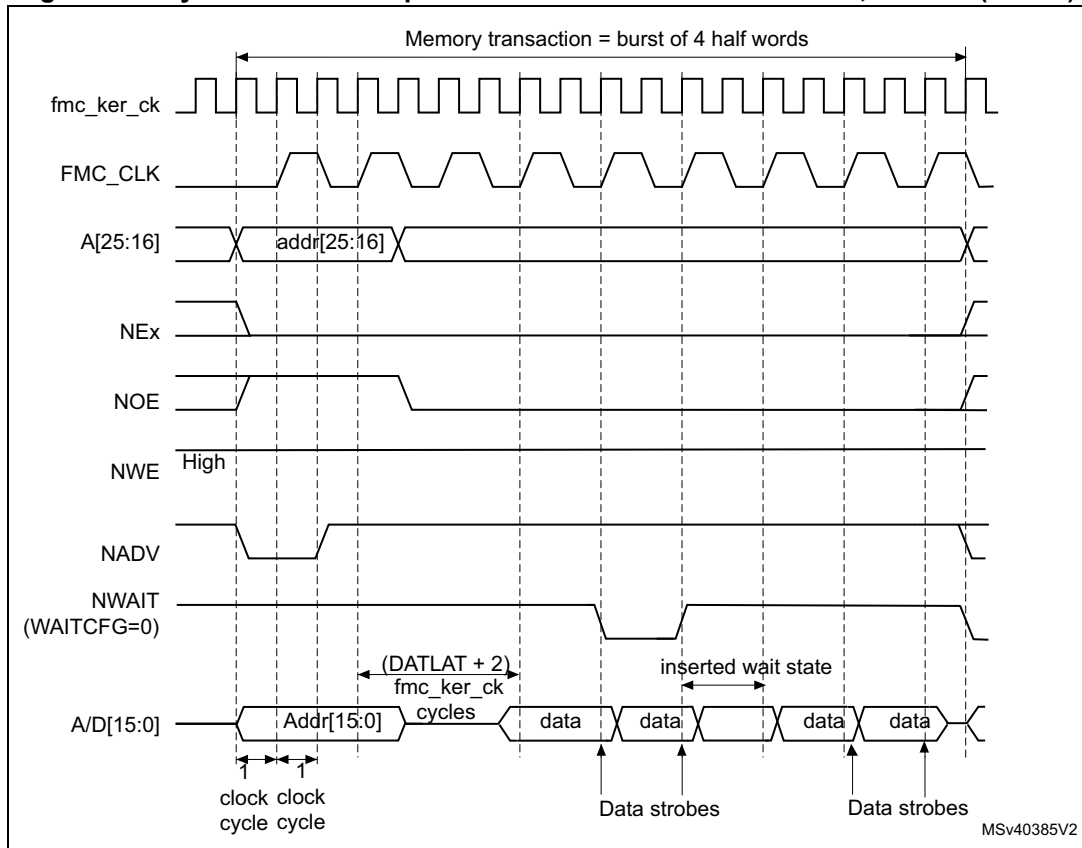 Memory transaction = burst of 4 half words
fmc_ker_ck
FMC_CLK
A[25:16]
addr[25:16]
NEx
NOE
NWE
High
NADV
NWAIT
(WAITCFG=0)
(DATLAT + 2)
fmc_ker_ck
cycles
inserted wait state
A/D[15:0]
Addr[15:0]
data
data
data
data
1
clock
cycle
1
clock
cycle
Data strobes
Data strobes
MSv40385V2